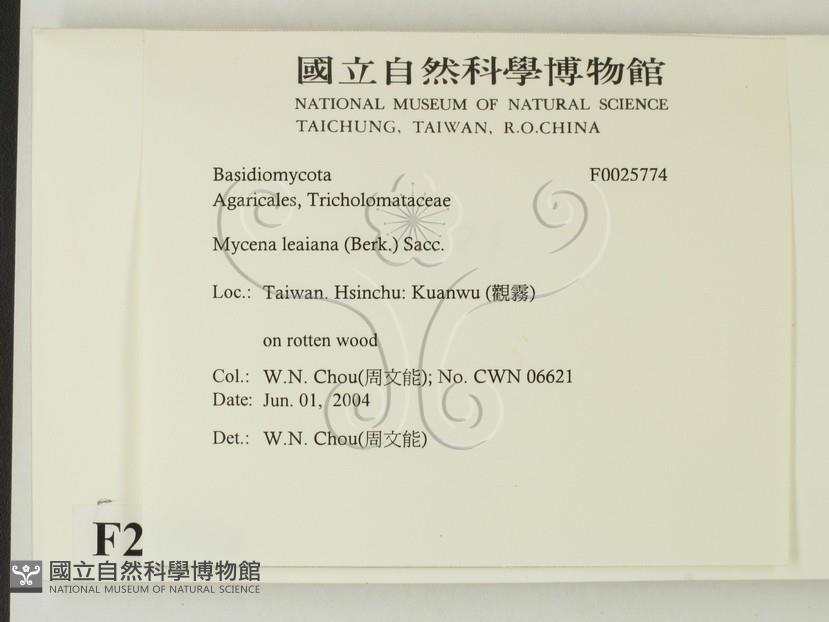 國立自然科學博物館
NATIONAL MUSEUM OF NATURAL SCIENCE
TAICHUNG, TAIWAN, R.O.CHINA
Basidiomycota F0025774
Agaricales, Tricholomataceae
Mycena leaiana (Berk.) Sacc.
Loc.: Taiwan. Hsinchu: Kuanwu (觀霧)
on rotten wood
Col.: W.N. Chou(周文能); No. CWN 06621
Date: Jun. 01, 2004
Det.: W.N. Chou(周文能)
F2
國立自然科學博物館
NATIONAL MUSEUM OF NATURAL SCIENCE